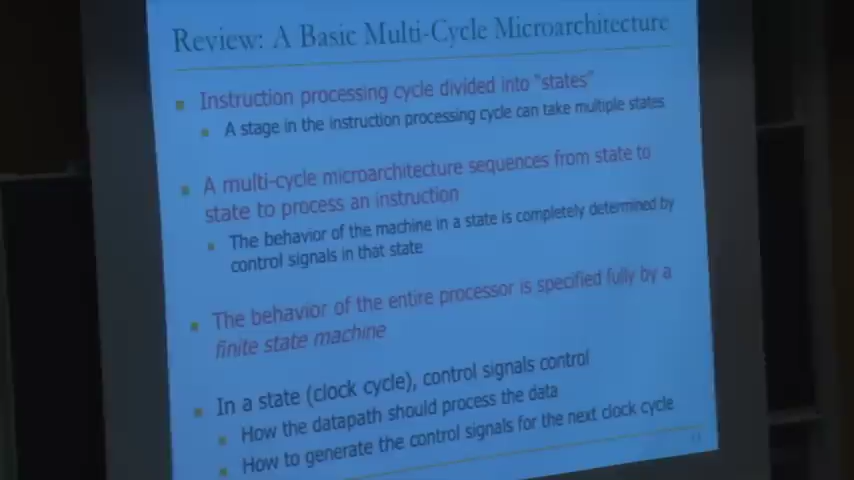 Review: A Basic Multi-Cycle Microarchitecture
Instruction processing cycle divided into “states”
A stage in the instruction processing cycle can take multiple states
A multi-cycle microarchitecture sequences from state to
state to process an instruction
The behavior of the machine in a state is completely determined by
control signals in that state
The behavior of the entire processor is specified fully by a
finite state machine
In a state (clock cycle), control signals control
How the datapath should process the data
How to generate the control signals for the next clock cycle